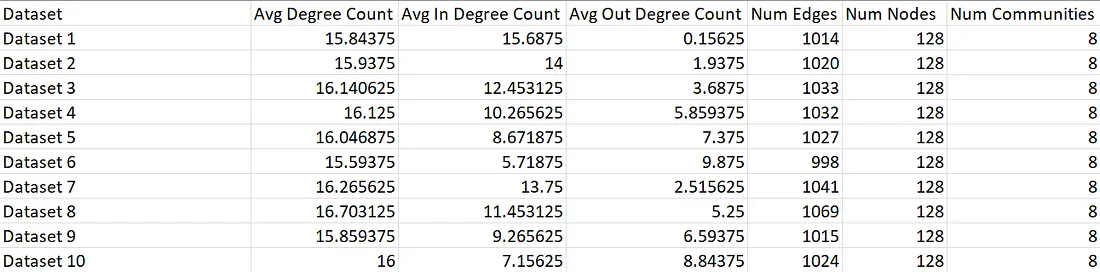 Dataset Avg Degree Count Avg In Degree Count Avg Out Degree Count Num Edges Num Nodes Num Communities
Dataset 1 15.84375 15.6875 0.15625 1014 128 8
Dataset 2 15.9375 14 1.9375 1020 128 8
Dataset 3 16.140625 12.453125 3.6875 1033 128 8
Dataset 4 16.125 10.265625 5.859375 1032 128 8
Dataset 5 16.046875 8.671875 7.375 1027 128 8
Dataset 6 15.59375 5.71875 9.875 998 128 8
Dataset 7 16.265625 13.75 2.515625 1041 128 8
Dataset 8 16.703125 11.453125 5.25 1069 128 8
Dataset 9 15.859375 9.265625 6.59375 1015 128 8
Dataset 10 16 7.15625 8.84375 1024 128 8